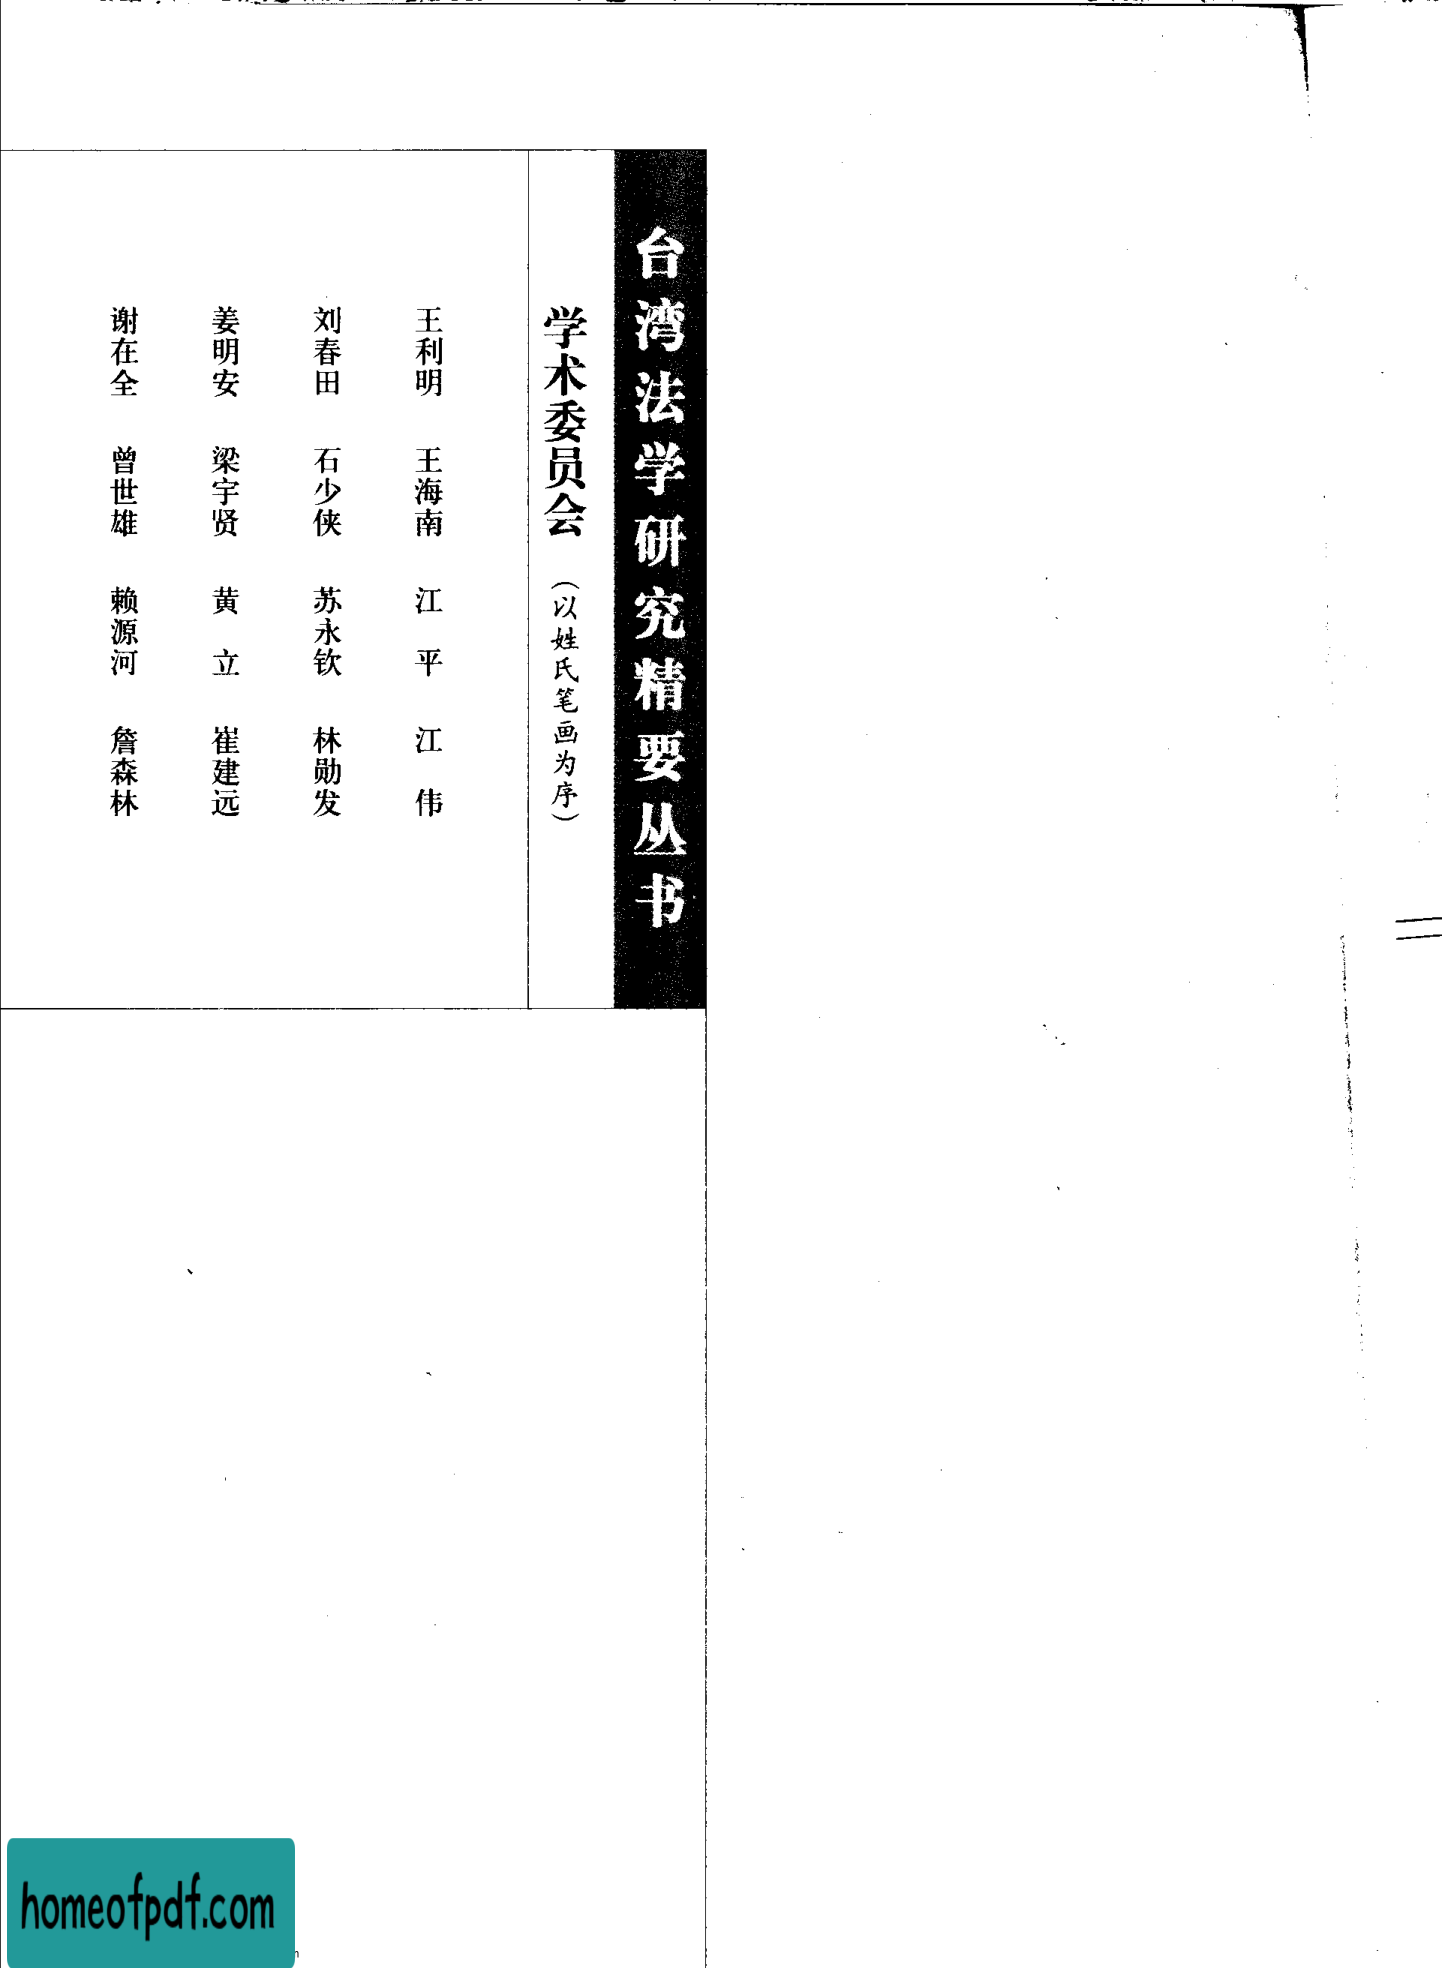 台湾法学研究精要丛书
学术委员会（以姓氏笔画为序）
王利明 王海南 江平 江伟
刘春田 石少侠 苏永钦 林勋发
姜明安 梁宇贤 黄立 崔建远
谢在全 曾世雄 赖源河 詹森林
homeofpdf.com